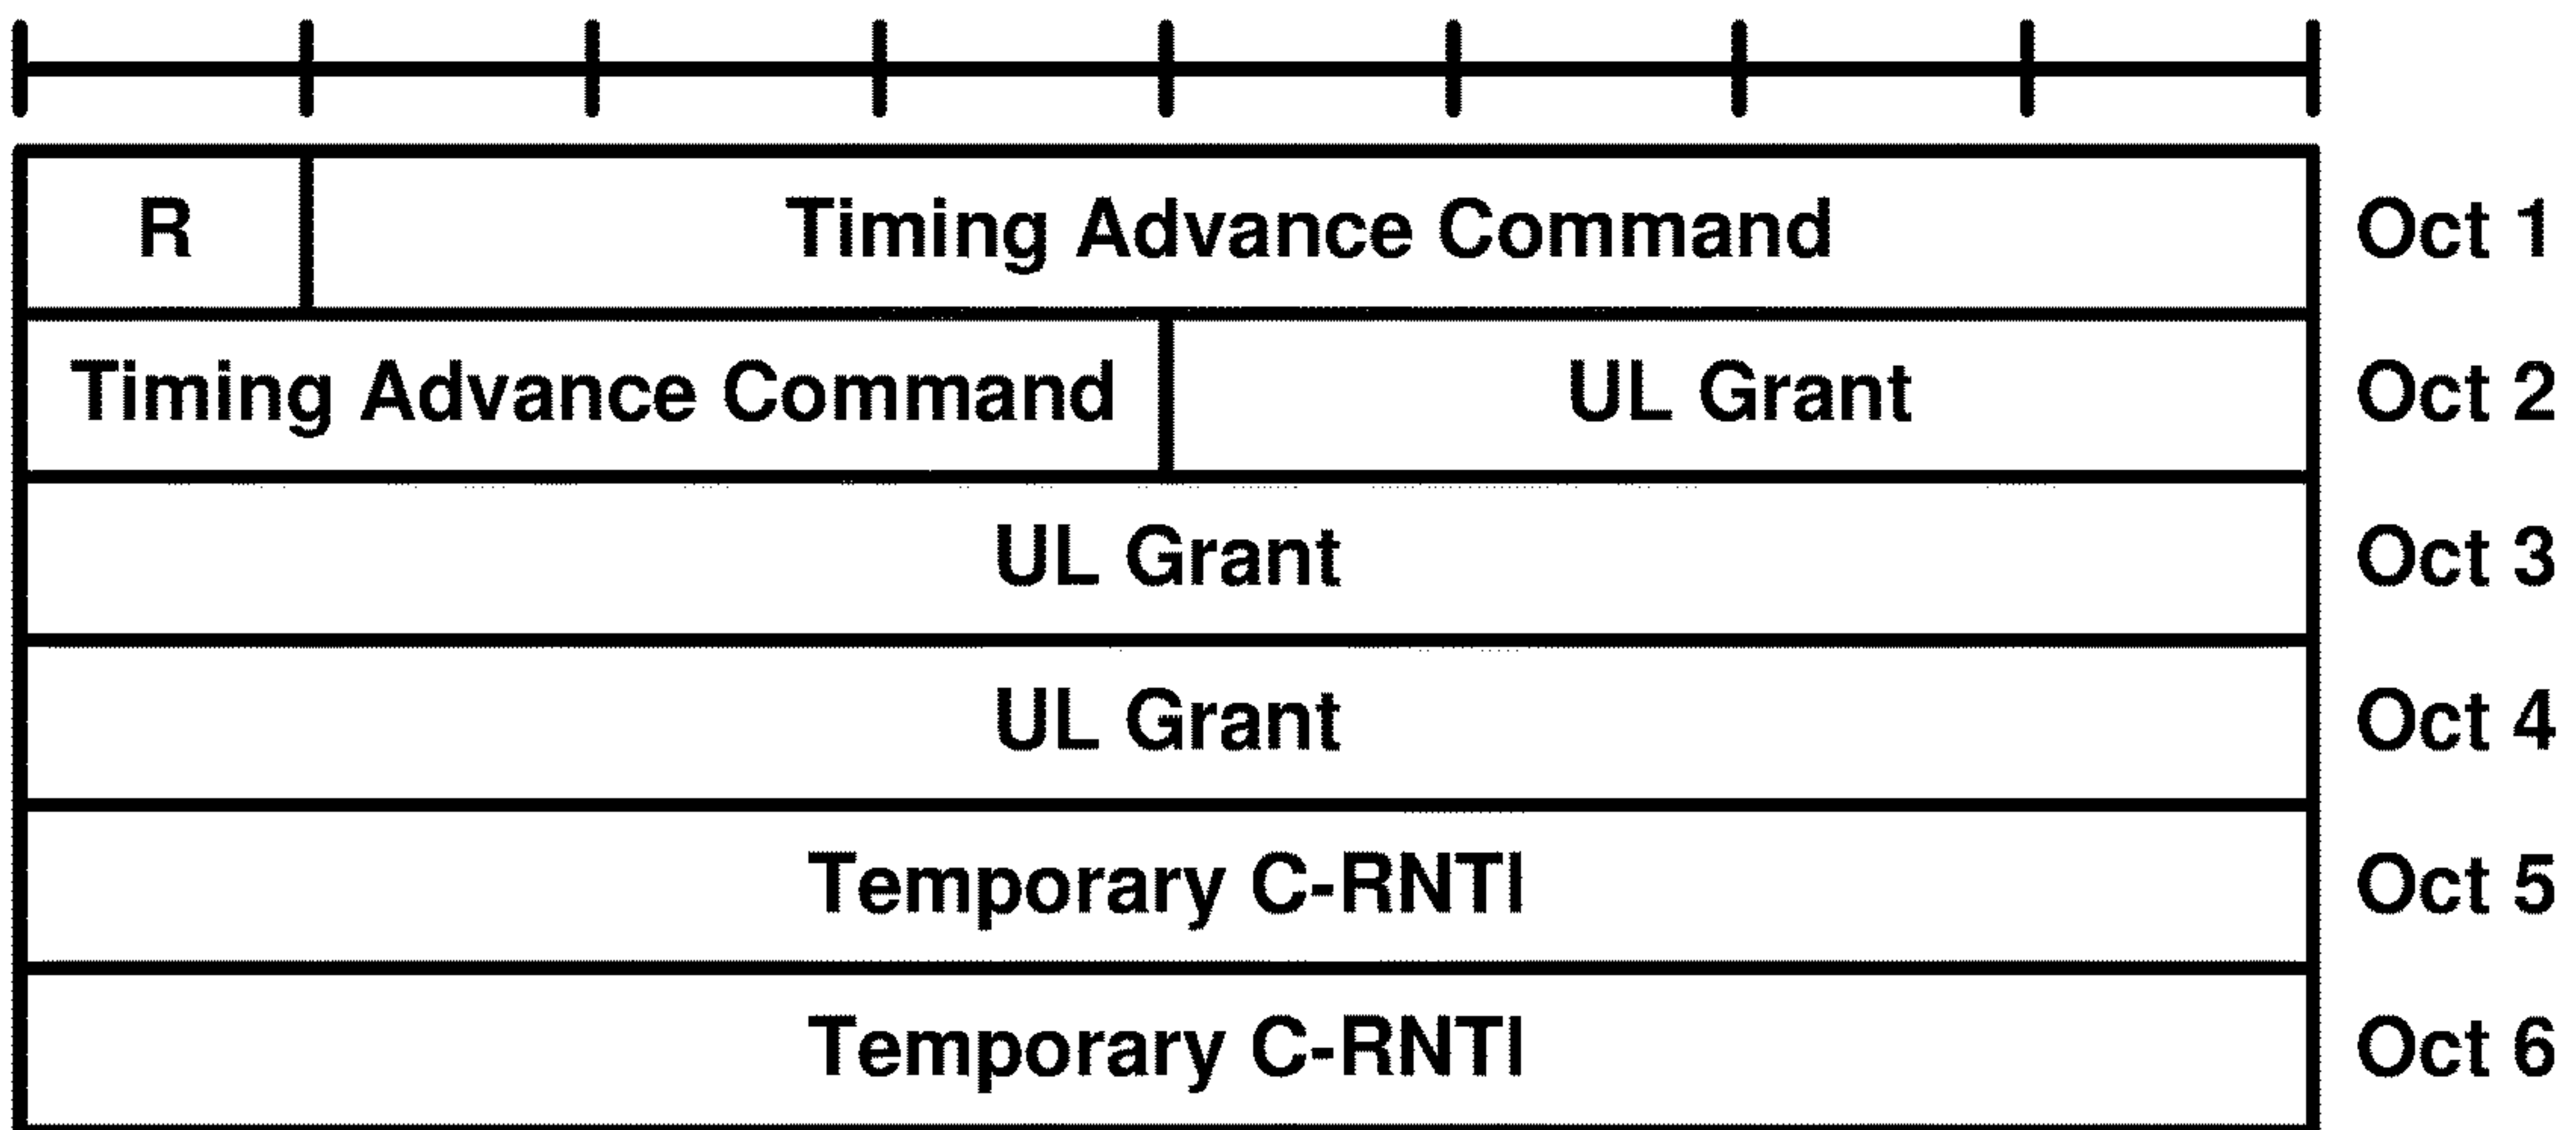 R Timing Advance Command Oct 1
Timing Advance Command UL Grant Oct 2
UL Grant Oct 3
UL Grant Oct 4
Temporary C-RNTI Oct 5
Temporary C-RNTI Oct 6